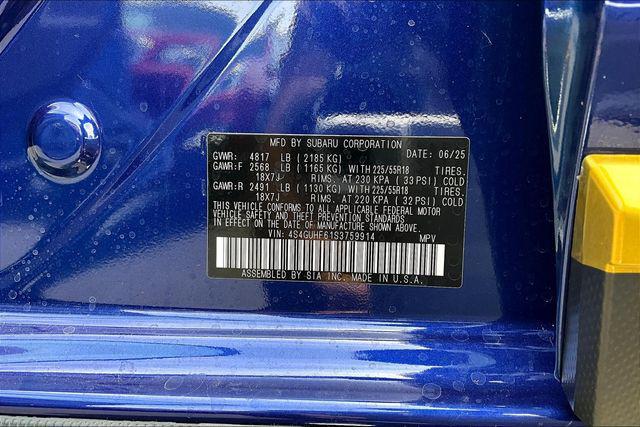 MFD BY SUBARU CORPORATION
GVWR: 4817 LB (2185 KG) DATE: 06/25
GAWR:F 2568 LB (1165 KG) WITH 225/55R18 TIRES.
18X7J RIMS. AT 230 KPA (33 PSI) COLD
GAWR:R 2491 LB (1130 KG) WITH 225/55R18 TIRES.
18X7J RIMS. AT 220 KPA (32 PSI) COLD
THIS VEHICLE CONFORMS TO ALL APPLICABLE FEDERAL MOTOR
VEHICLE SAFETY AND THEFT PREVENTION STANDARDS
IN EFFECT ON THE DATE OF MANUFACTURE SHOWN ABOVE.
VIN: 4S4GUHF61S3759914 MPV
ASSEMBLED BY SIA INC. MADE IN U.S.A.